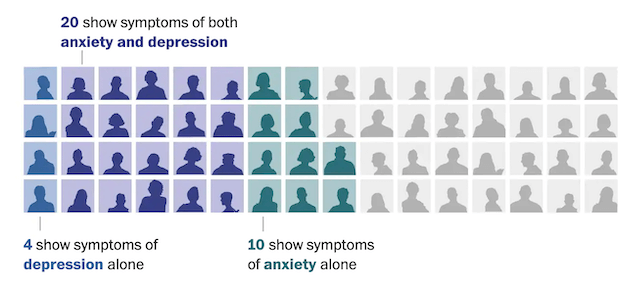 20 show symptoms of both
anxiety and depression
4 show symptoms of
depression alone
10 show symptoms
of anxiety alone